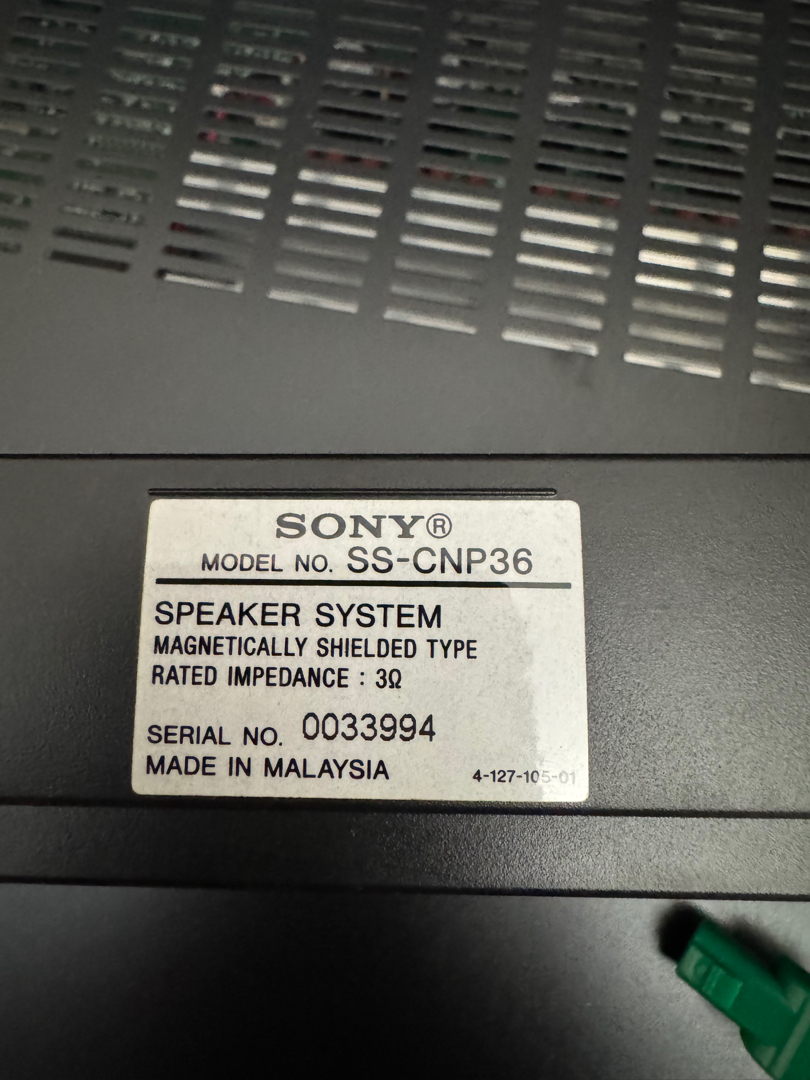 SONY®
MODEL NO. SS-CNP36
SPEAKER SYSTEM
MAGNETICALLY SHIELDED TYPE
RATED IMPEDANCE : 3Ω
SERIAL NO. 0033994
MADE IN MALAYSIA 4-127-105-01